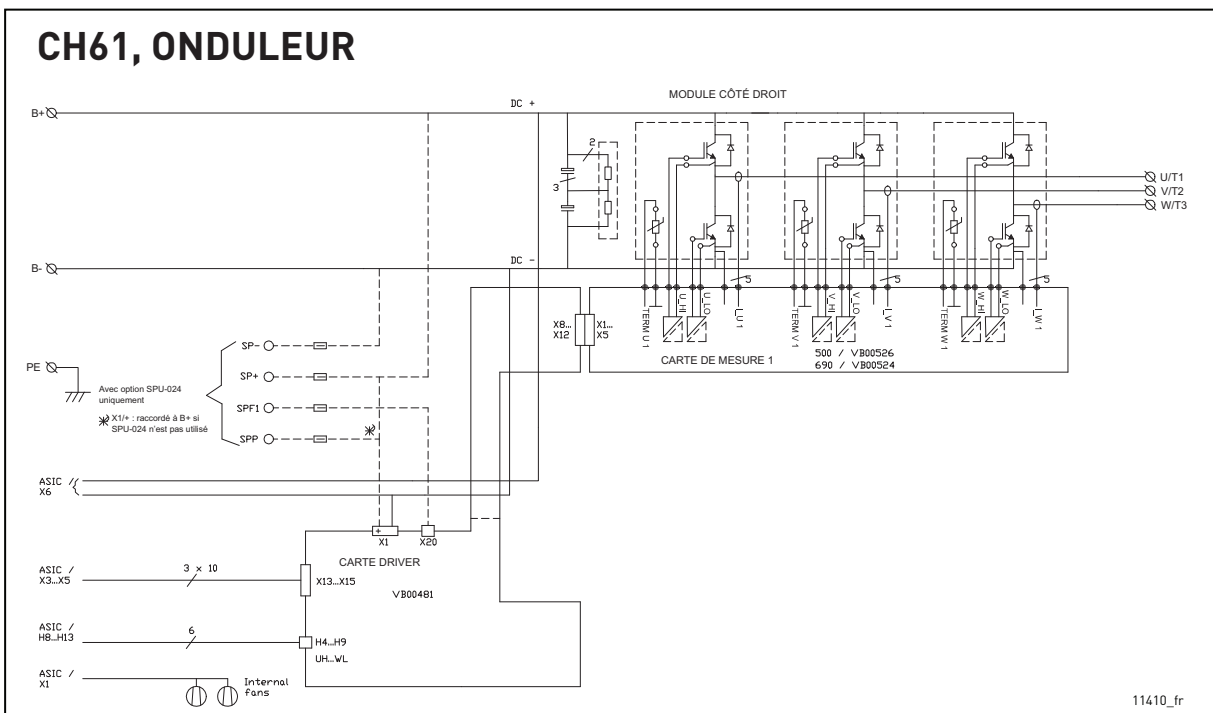 CH61, ONDULEUR
MODULE CÔTÉ DROIT
B+
DC +
2
3
U/T1
V/T2
W/T3
B-
DC -
5
5
5
TERM U 1
U_HI
U_LO
I_U 1
TERM V 1
V_HI
V_LO
I_V 1
TERM W 1
W_HI
W_LO
I_W 1
X8...
X12
X1...
X5
CARTE DE MESURE 1
500 / VB00526
690 / VB00524
PE
SP-
SP+
SPF1
SPP
Avec option SPU-024
uniquement
X1/+ : raccordé à B+ si
SPU-024 n'est pas utilisé
ASIC /
X6
+ -
X1
X20
CARTE DRIVER
VB00481
ASIC /
X3...X5
3 x 10
X13...X15
ASIC /
H8...H13
6
H4...H9
UH...WL
ASIC /
X1
Internal
fans
11410_fr